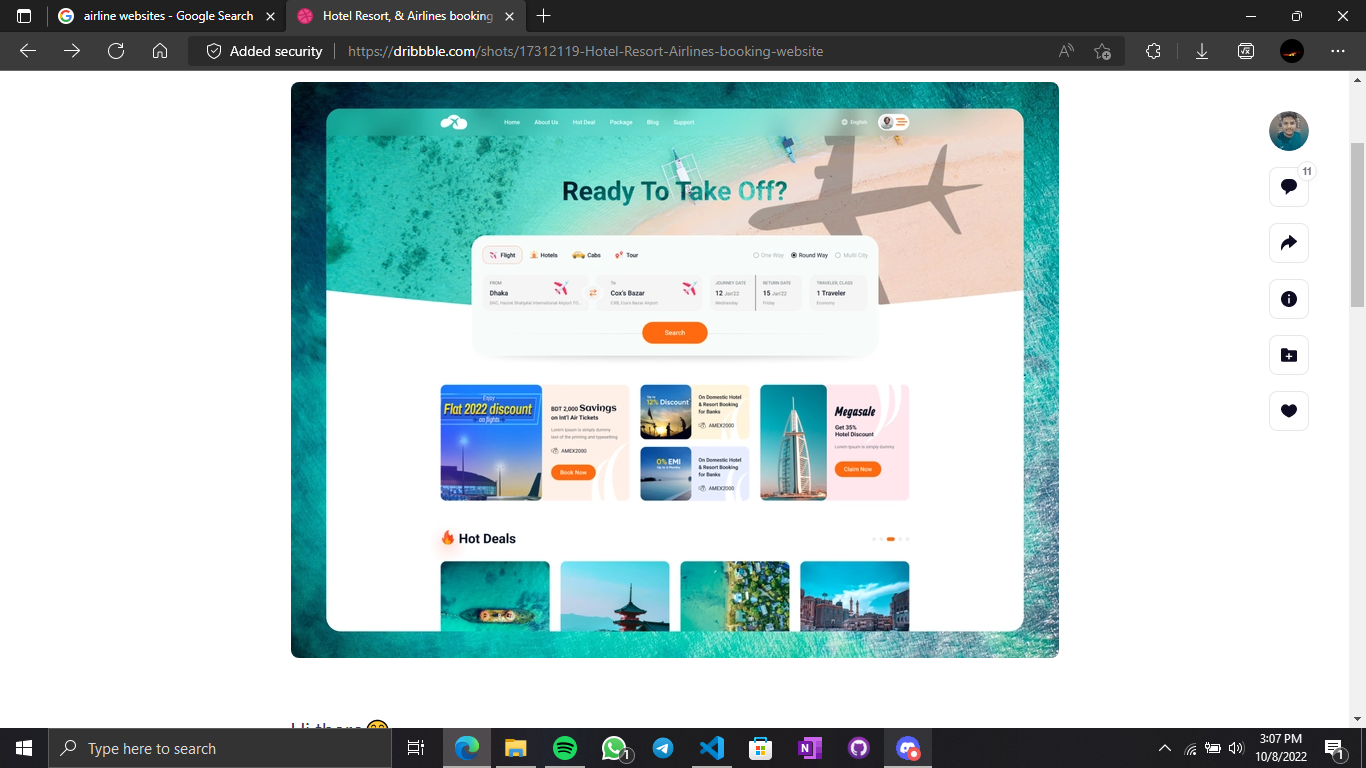 airline websites - Google Search
Hotel Resort, & Airlines booking
Added security
https://dribbble.com/shots/17312119-Hotel-Resort-Airlines-booking-website
Home About Us Hot Deal Package Blog Support English
Ready To Take Off?
Flight Hotels Cabs Tour One Way Round Way Multi City
FROM To JOURNEY DATE RETURN DATE TRAVELER, CLASS
Dhaka Cox's Bazar 12 Jan'22 15 Jan'22 1 Traveler
DAC, Hazrat Shahjalal International Airport TO.. CXB, Cox's Bazar Airport Wednesday Friday Economy
Search
Enjoy
Flat 2022 discount
on flights
BDT 2,000 Savings
on Int'l Air Tickets
Lorem Ipsum is simply dummy
text of the printing and typesetting
AMEX2000
Book Now
Up to
12% Discount
On Domestic Hotel
& Resort Booking
for Banks
AMEX2000
0% EMI
On Domestic Hotel
& Resort Booking
for Banks
AMEX2000
Megasale
Get 35%
Hotel Discount
Lorem Ipsum is simply dummy
Claim Now
Hot Deals
11
Type here to search
1
3:07 PM
10/8/2022
1